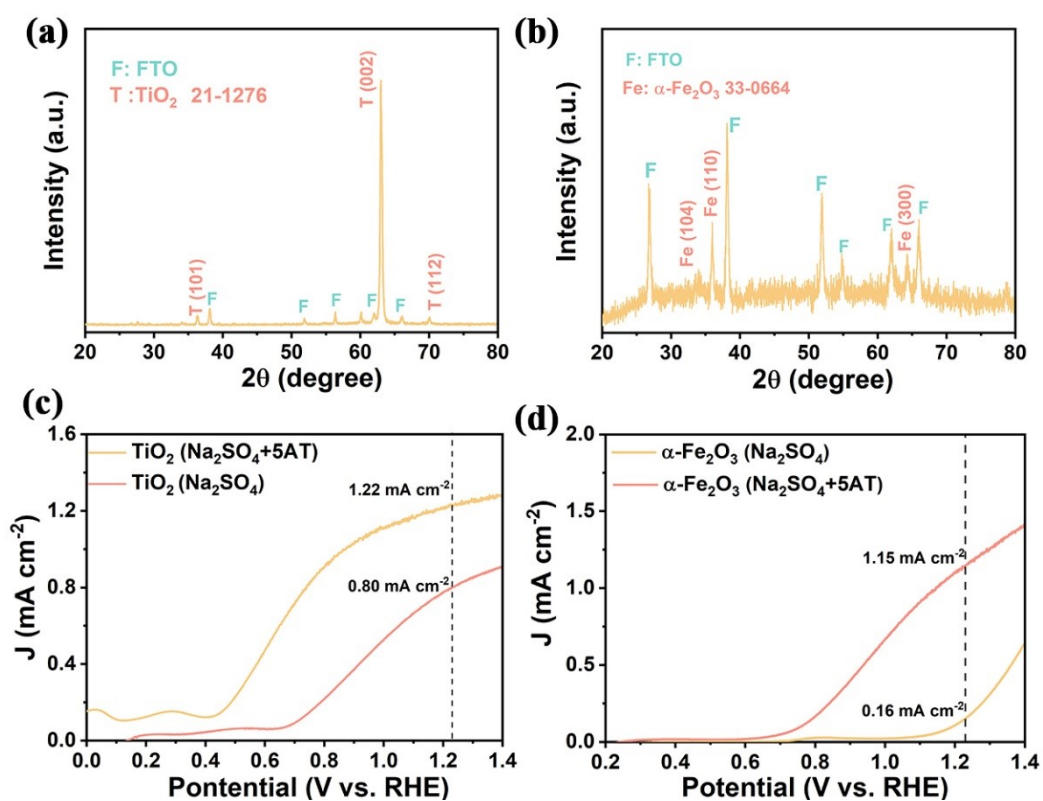 (a)
F: FTO
T :TiO₂ 21-1276
T (002)
T (101)
F
F
F
F
F
T (112)
Intensity (a.u.)
20 30 40 50 60 70 80
2θ (degree)
(b)
F: FTO
Fe: α-Fe₂O₃ 33-0664
F
Fe (104)
Fe (110)
F
F
F
F
Fe (300)
F
Intensity (a.u.)
20 30 40 50 60 70 80
2θ (degree)
(c)
1.6
1.2
0.8
0.4
0.0
J (mA cm⁻²)
TiO₂ (Na₂SO₄+5AT)
TiO₂ (Na₂SO₄)
1.22 mA cm⁻²
0.80 mA cm⁻²
0.0 0.2 0.4 0.6 0.8 1.0 1.2 1.4
Pontential (V vs. RHE)
(d)
2.0
1.5
1.0
0.5
0.0
J (mA cm⁻²)
α-Fe₂O₃ (Na₂SO₄)
α-Fe₂O₃ (Na₂SO₄+5AT)
1.15 mA cm⁻²
0.16 mA cm⁻²
0.2 0.4 0.6 0.8 1.0 1.2 1.4
Potential (V vs. RHE)